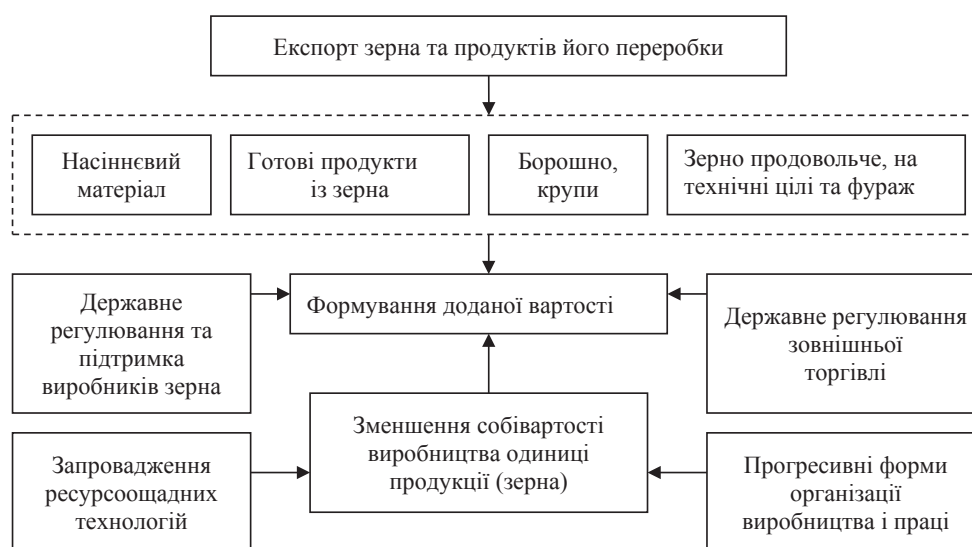 Експорт зерна та продуктів його переробки
Насіннєвий
матеріал
Готові продукти
із зерна
Борошно,
крупи
Зерно продовольче, на
технічні цілі та фураж
Державне
регулювання та
підтримка
виробників зерна
Формування доданої вартості
Державне регулювання
зовнішньої
торгівлі
Запровадження
ресурсоощадних
технологій
Зменшення собівартості
виробництва одиниці
продукції (зерна)
Прогресивні форми
організації
виробництва і праці